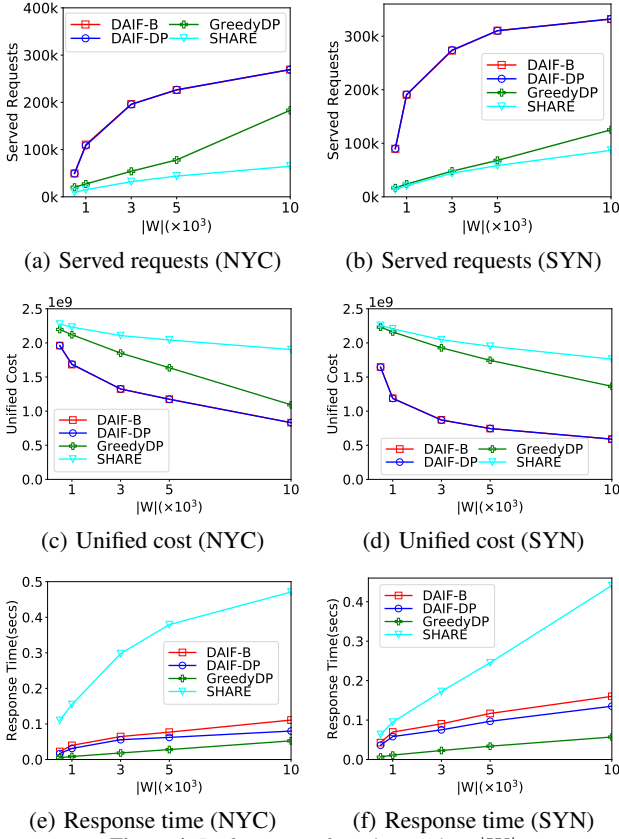 400K
300K
200K
100K
0k
Served Requests
DAIF-B
DAIF-DP
GreedyDP
SHARE
1
3
5
10
|W|(×10³)
(a) Served requests (NYC)
300k
200k
100k
0k
Served Requests
DAIF-B
DAIF-DP
GreedyDP
SHARE
1
3
5
10
|W|(×10³)
(b) Served requests (SYN)
1e9
2.5
2.0
1.5
1.0
0.5
0.0
Unified Cost
DAIF-B
DAIF-DP
GreedyDP
SHARE
1
3
5
10
|W|(×10³)
(c) Unified cost (NYC)
1e9
2.5
2.0
1.5
1.0
0.5
0.0
Unified Cost
DAIF-B
DAIF-DP
GreedyDP
SHARE
1
3
5
10
|W|(×10³)
(d) Unified cost (SYN)
0.5
0.4
0.3
0.2
0.1
0.0
Response Time(secs)
DAIF-B
DAIF-DP
GreedyDP
SHARE
1
3
5
10
|W|(×10³)
(e) Response time (NYC)
0.4
0.3
0.2
0.1
0.0
Response Time(secs)
DAIF-B
DAIF-DP
GreedyDP
SHARE
1
3
5
10
|W|(×10³)
(f) Response time (SYN)